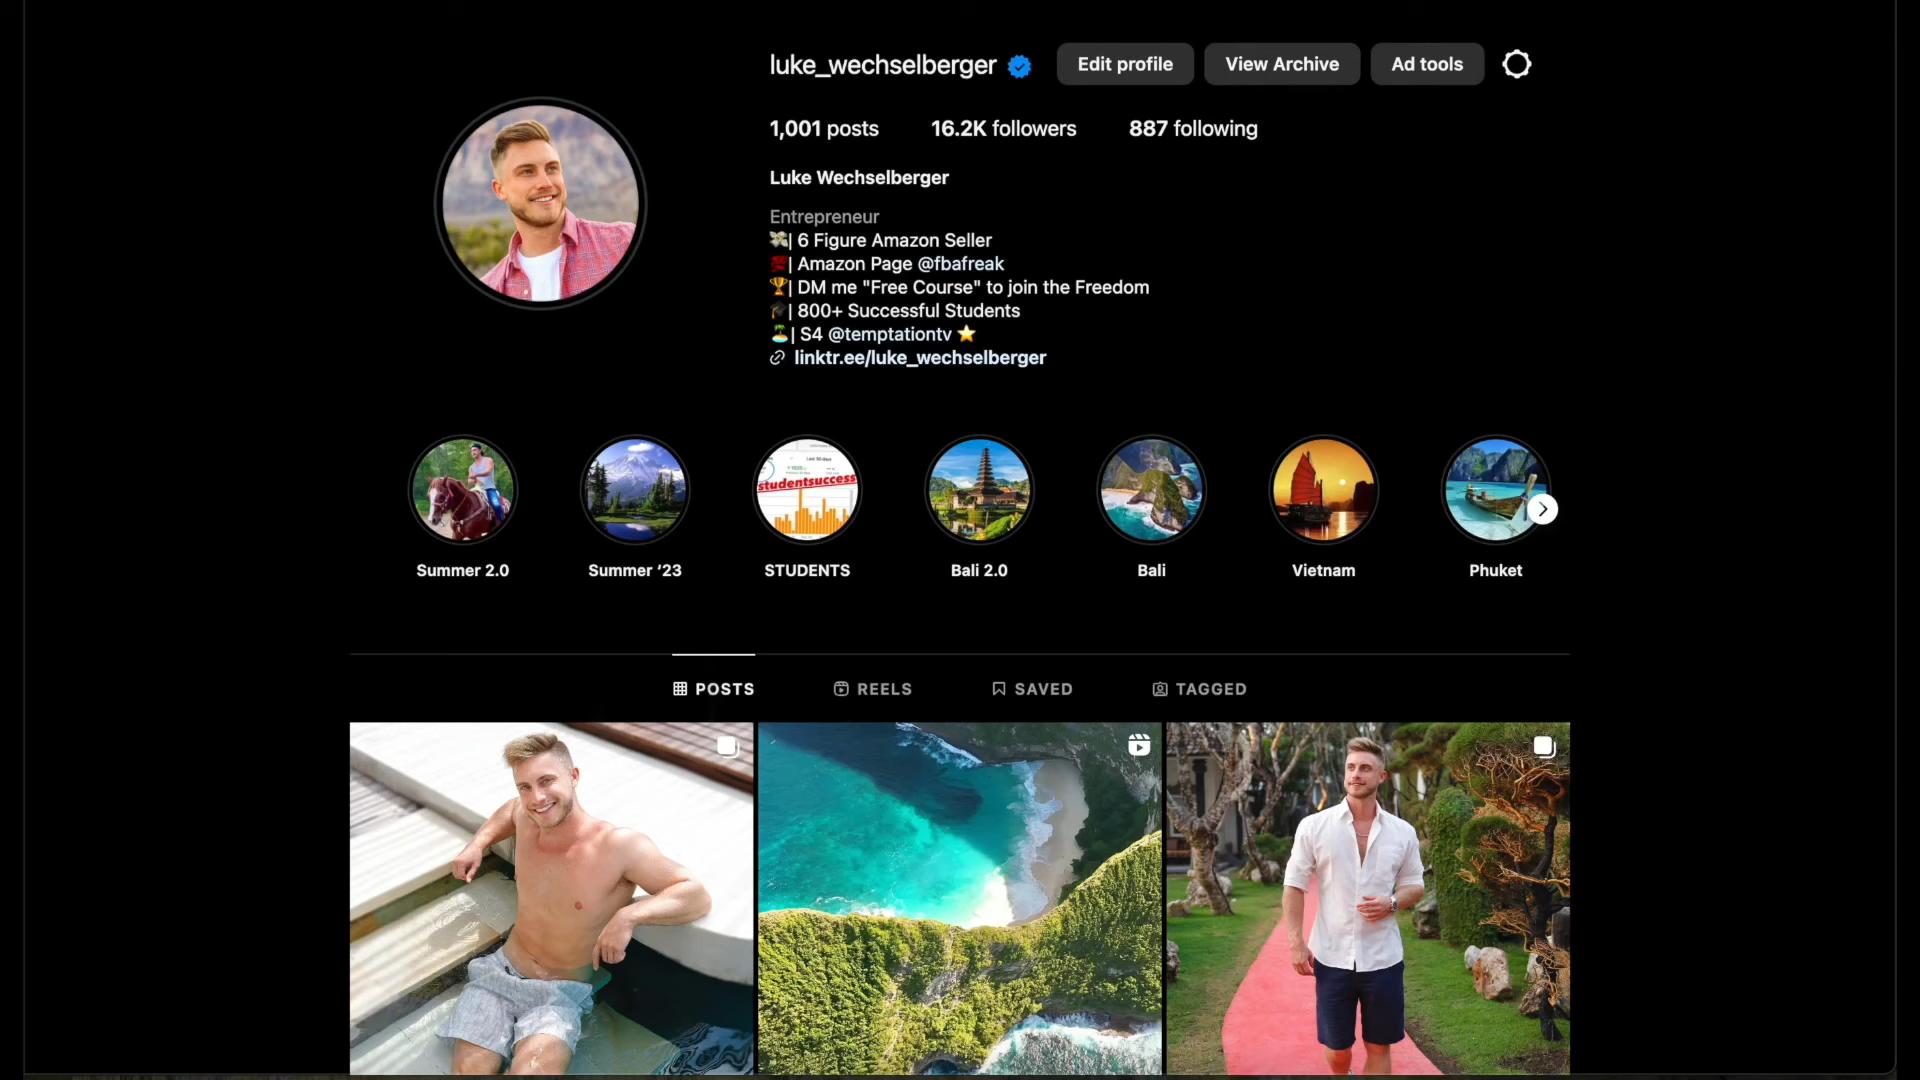 luke_wechselberger Edit profile View Archive Ad tools
1,001 posts 16.2K followers 887 following
Luke Wechselberger
Entrepreneur
💸| 6 Figure Amazon Seller
💯| Amazon Page @fbafreak
🏆| DM me "Free Course" to join the Freedom
🎓| 800+ Successful Students
🏝| S4 @temptationtv ⭐
linktr.ee/luke_wechselberger
studentsuccess
Summer 2.0 Summer ‘23 STUDENTS Bali 2.0 Bali Vietnam Phuket
POSTS REELS SAVED TAGGED